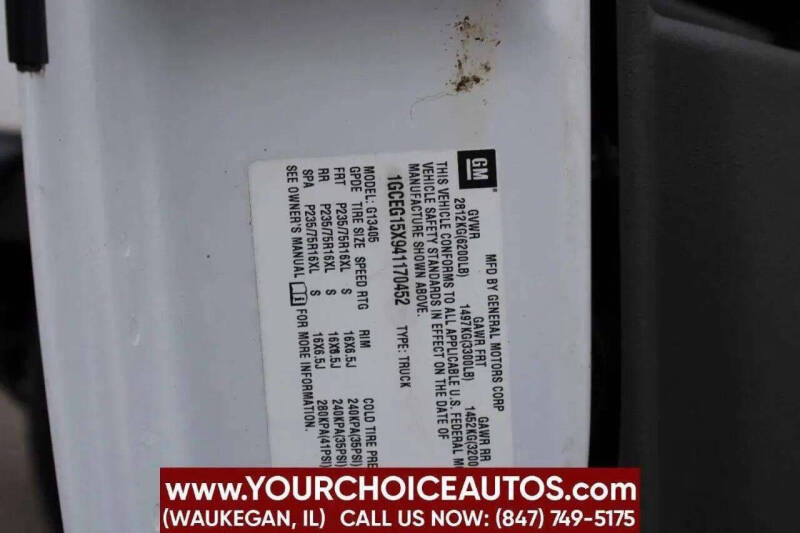 GM
MFD BY GENERAL MOTORS CORP
GVWR GAWR FRT GAWR RR
2812KG(6200LB) 1497KG(3300LB) 1452KG(3200
THIS VEHICLE CONFORMS TO ALL APPLICABLE U.S. FEDERAL
VEHICLE SAFETY STANDARDS IN EFFECT ON THE DATE OF
MANUFACTURE SHOWN ABOVE.
1GCEG15X941170452 TYPE: TRUCK
MODEL: G13405
GPDE TIRE SIZE SPEED RTG RIM COLD TIRE PRE
FRT P235/75R16XL S 16X6.5J 240KPA(35PSI)
RR P235/75R16XL S 16X6.5J 240KPA(35PSI)
SPA P235/75R16XL S 16X6.5J 280KPA(41PSI)
SEE OWNER'S MANUAL FOR MORE INFORMATION.
www.YOURCHOICEAUTOS.com
(WAUKEGAN, IL) CALL US NOW: (847) 749-5175